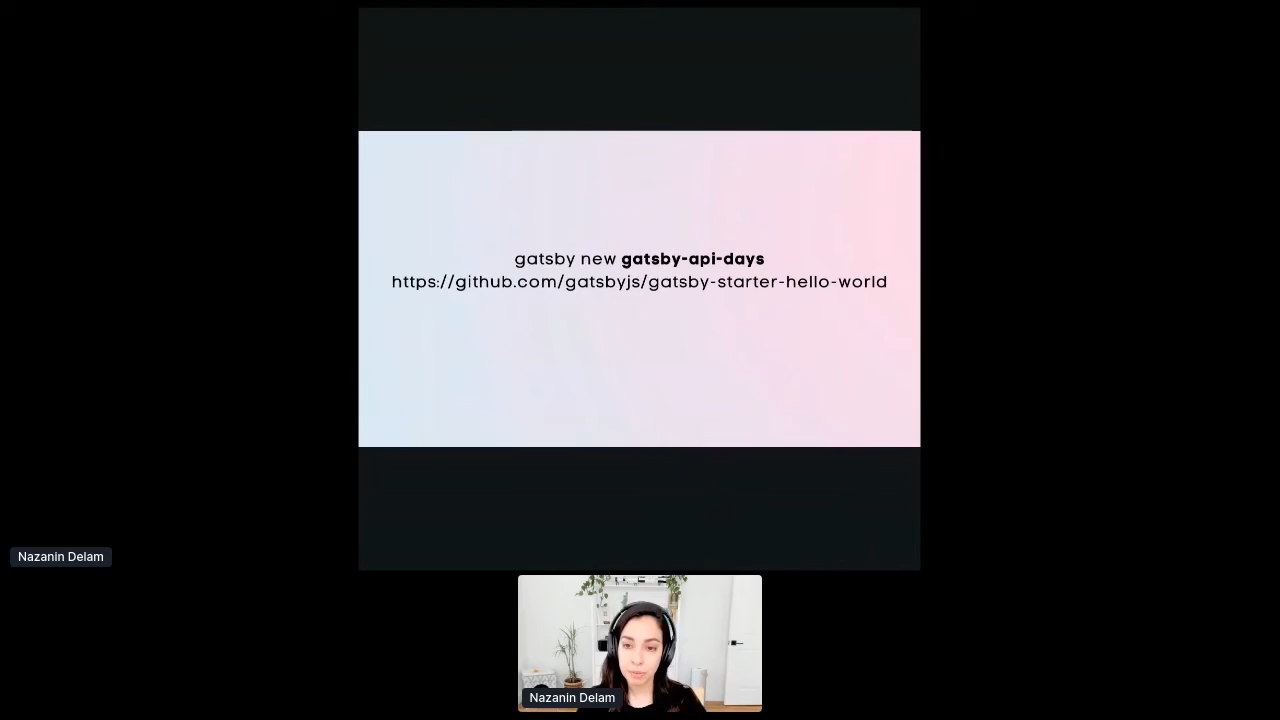 gatsby new gatsby-api-days
https://github.com/gatsbyjs/gatsby-starter-hello-world
Nazanin Delam
Nazanin Delam